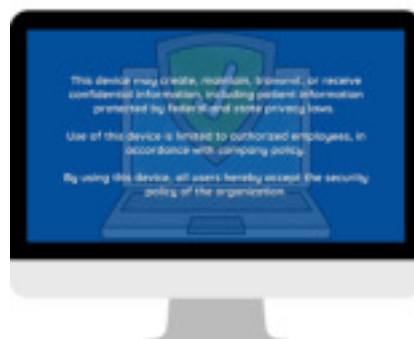 This device may create, maintain, transmit, or receive
confidential information, including patient information
protected by federal and state privacy laws.
Use of this device is limited to authorized employees, in
accordance with company policy.
By using this device, all users hereby accept the security
policy of the organization.